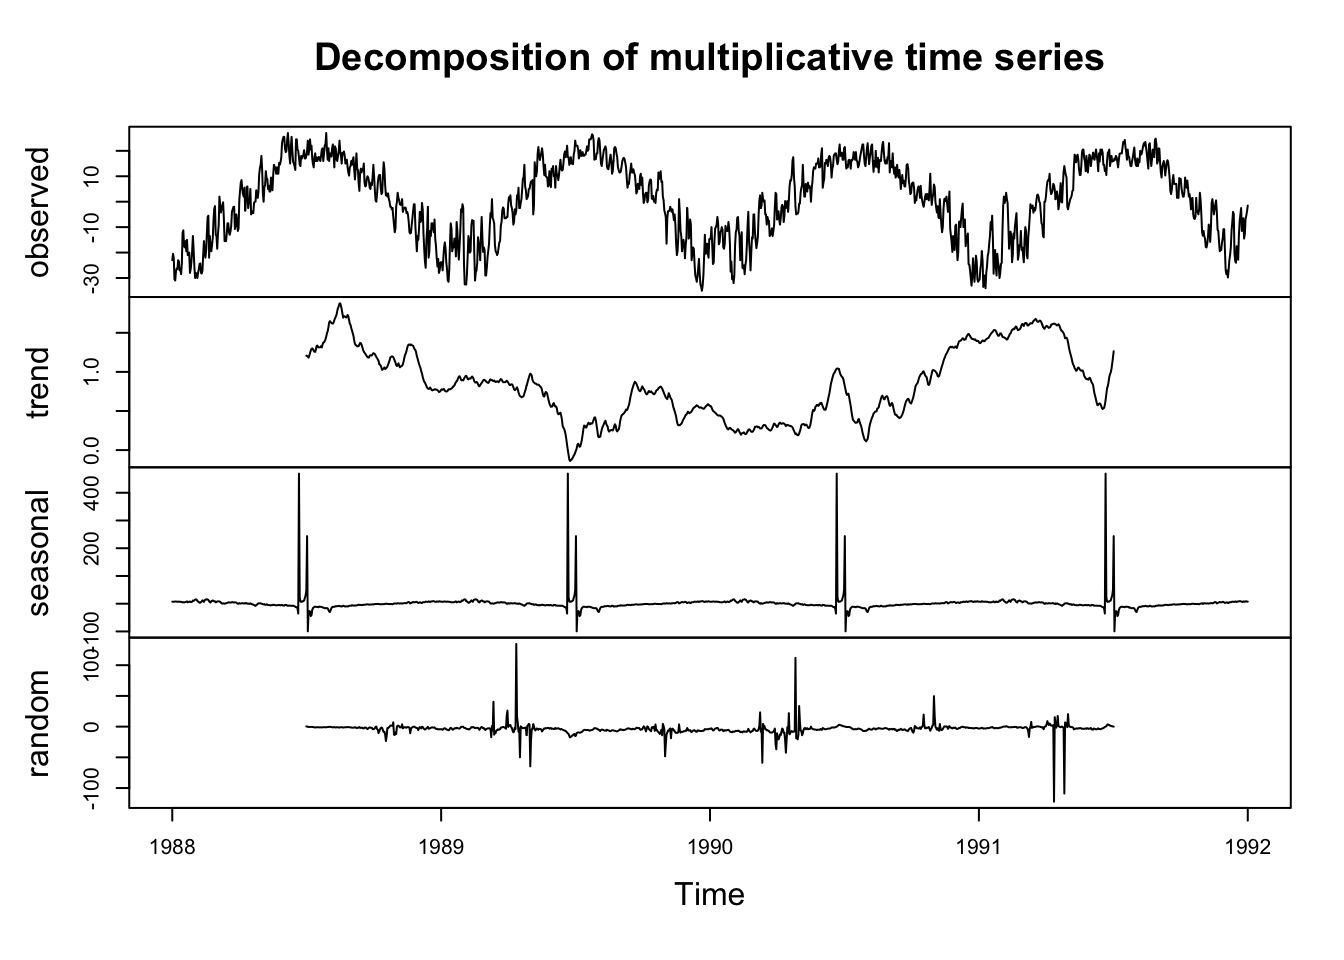 Decomposition of multiplicative time series
observed
10
-10
-30
trend
1.0
0.0
seasonal
400
200
-100
random
100
0
-100
1988 1989 1990 1991 1992
Time